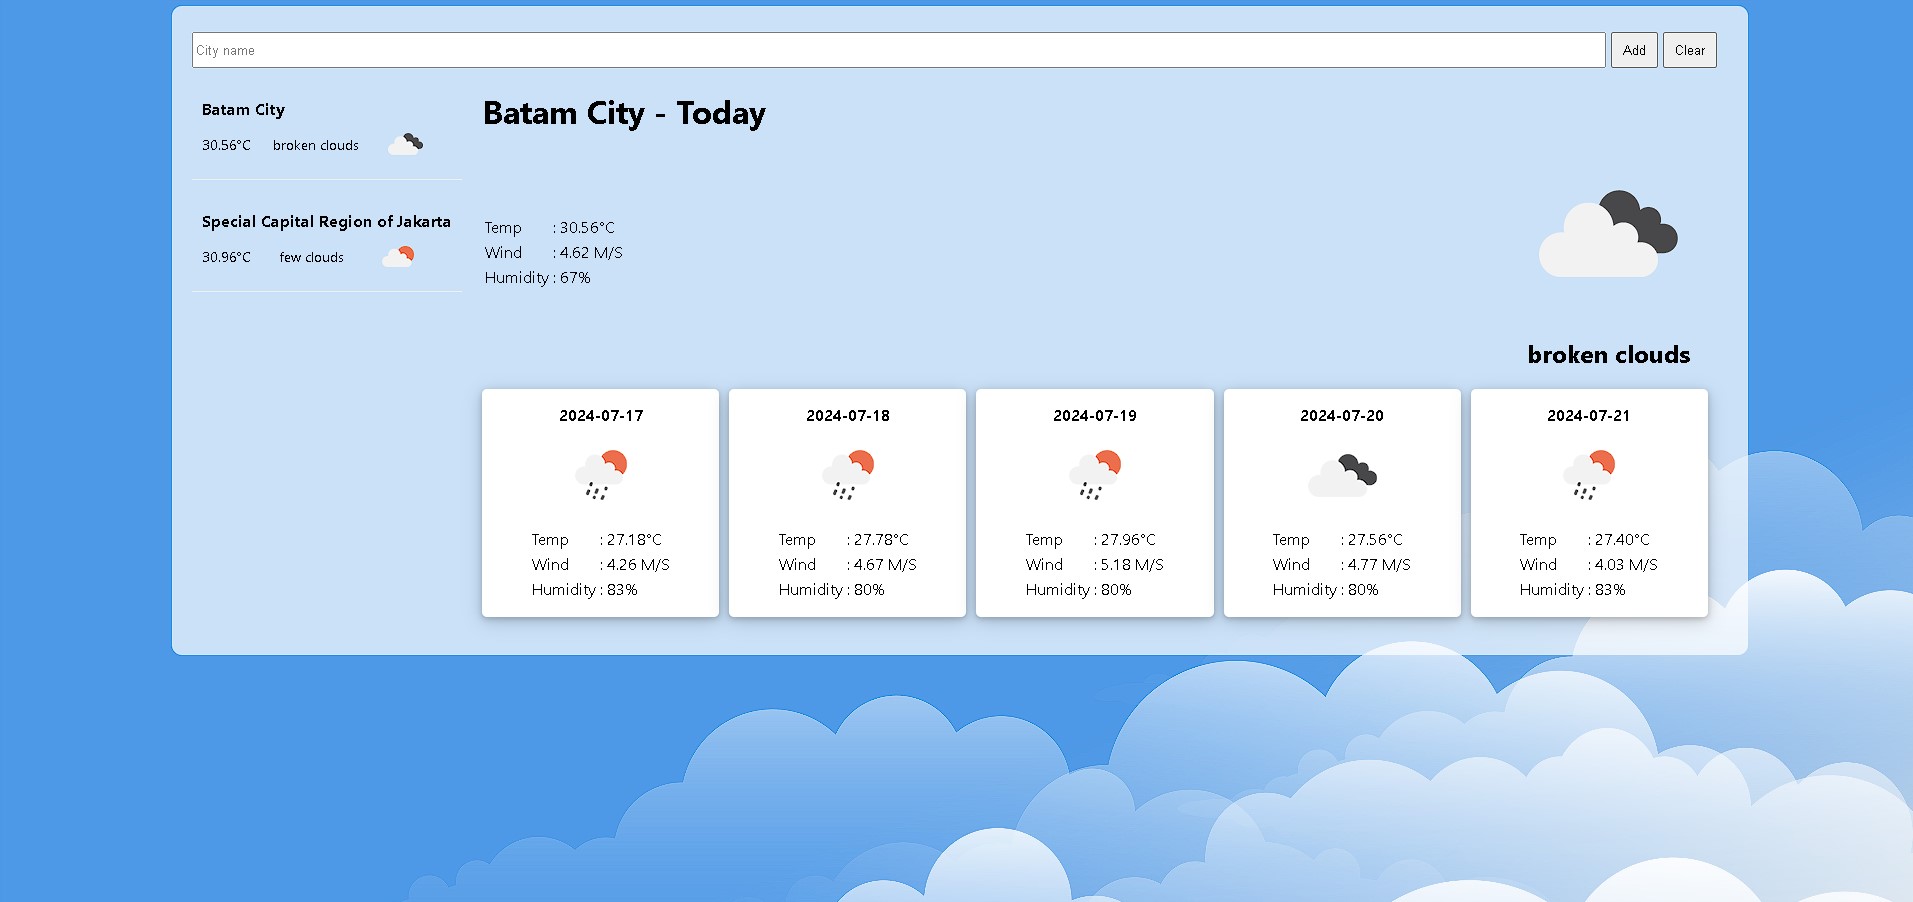 City name
Add
Clear
Batam City
30.56°C broken clouds
Special Capital Region of Jakarta
30.96°C few clouds
Batam City - Today
Temp : 30.56°C
Wind : 4.62 M/S
Humidity : 67%
broken clouds
2024-07-17
Temp : 27.18°C
Wind : 4.26 M/S
Humidity : 83%
2024-07-18
Temp : 27.78°C
Wind : 4.67 M/S
Humidity : 80%
2024-07-19
Temp : 27.96°C
Wind : 5.18 M/S
Humidity : 80%
2024-07-20
Temp : 27.56°C
Wind : 4.77 M/S
Humidity : 80%
2024-07-21
Temp : 27.40°C
Wind : 4.03 M/S
Humidity : 83%